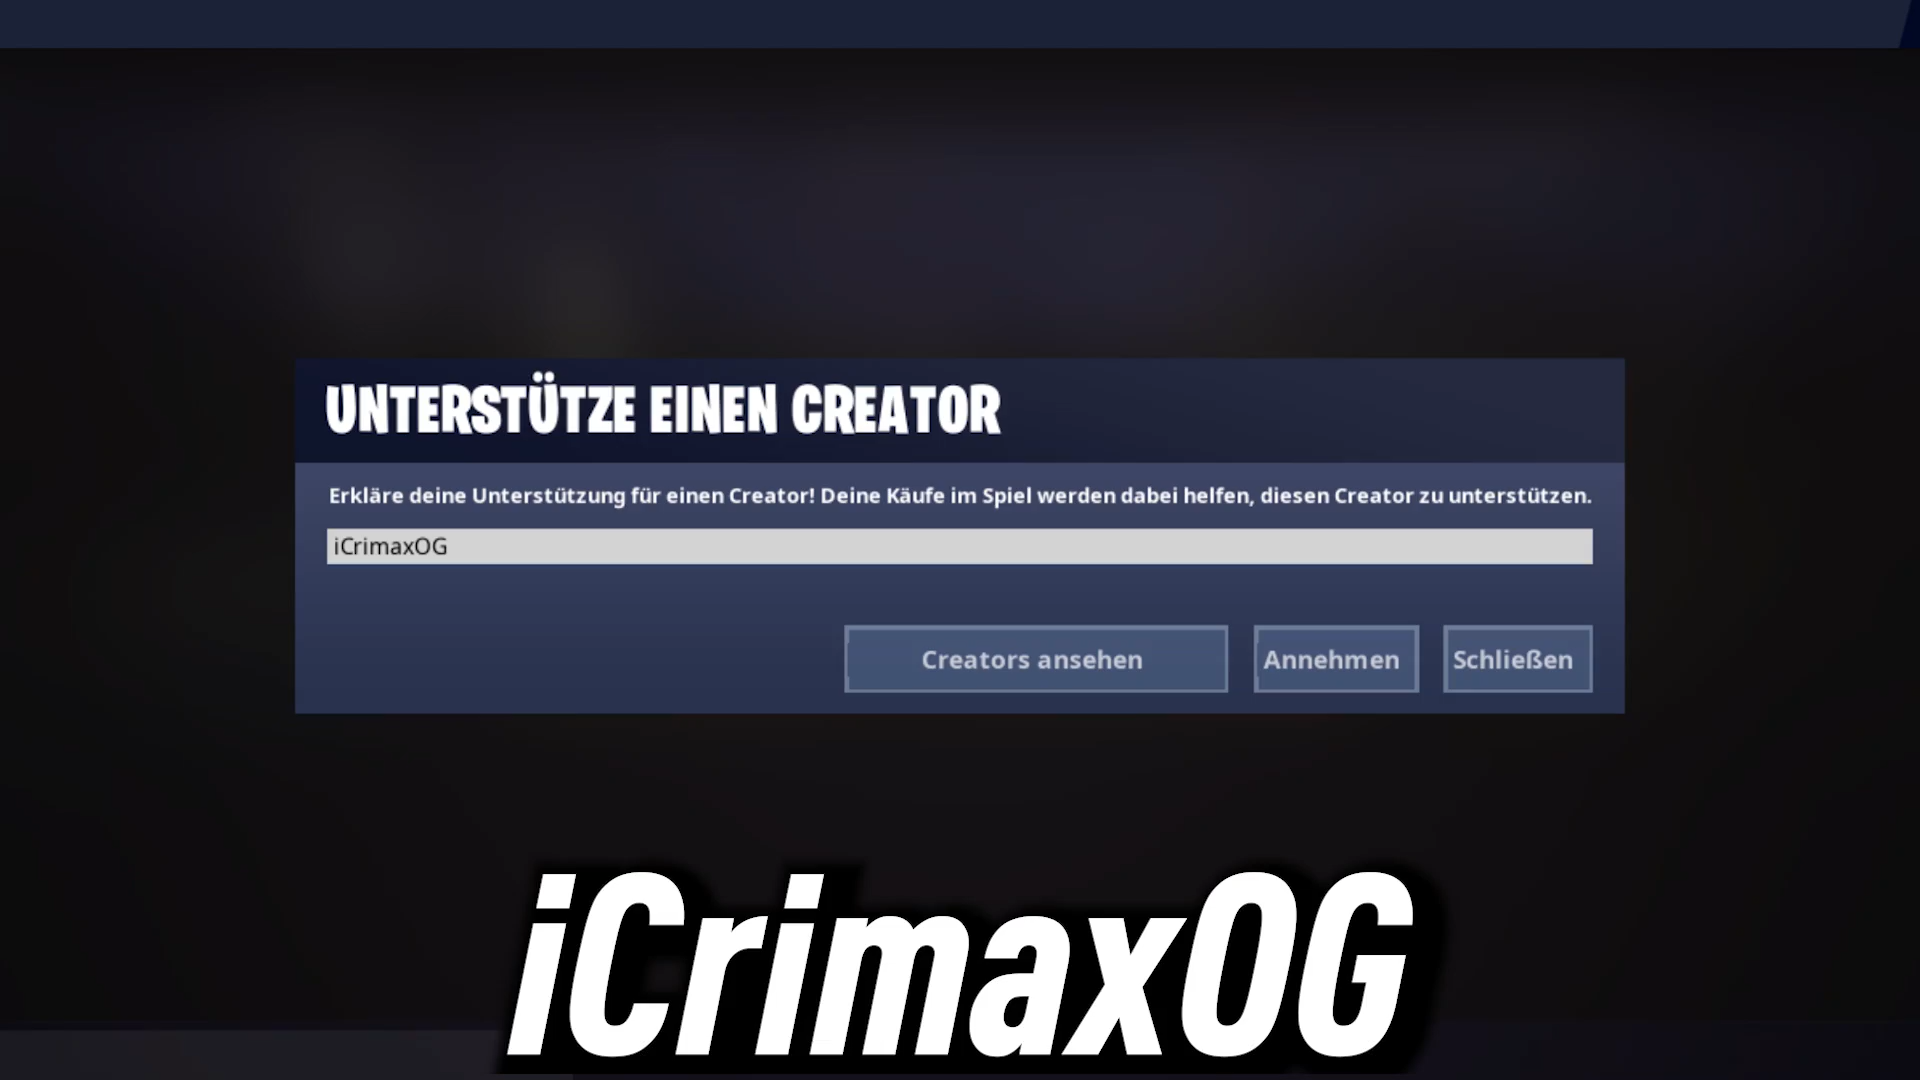 UNTERSTÜTZE EINEN CREATOR
Erkläre deine Unterstützung für einen Creator! Deine Käufe im Spiel werden dabei helfen, diesen Creator zu unterstützen.
iCrimaxOG
Creators ansehen Annehmen Schließen
iCrimaxOG